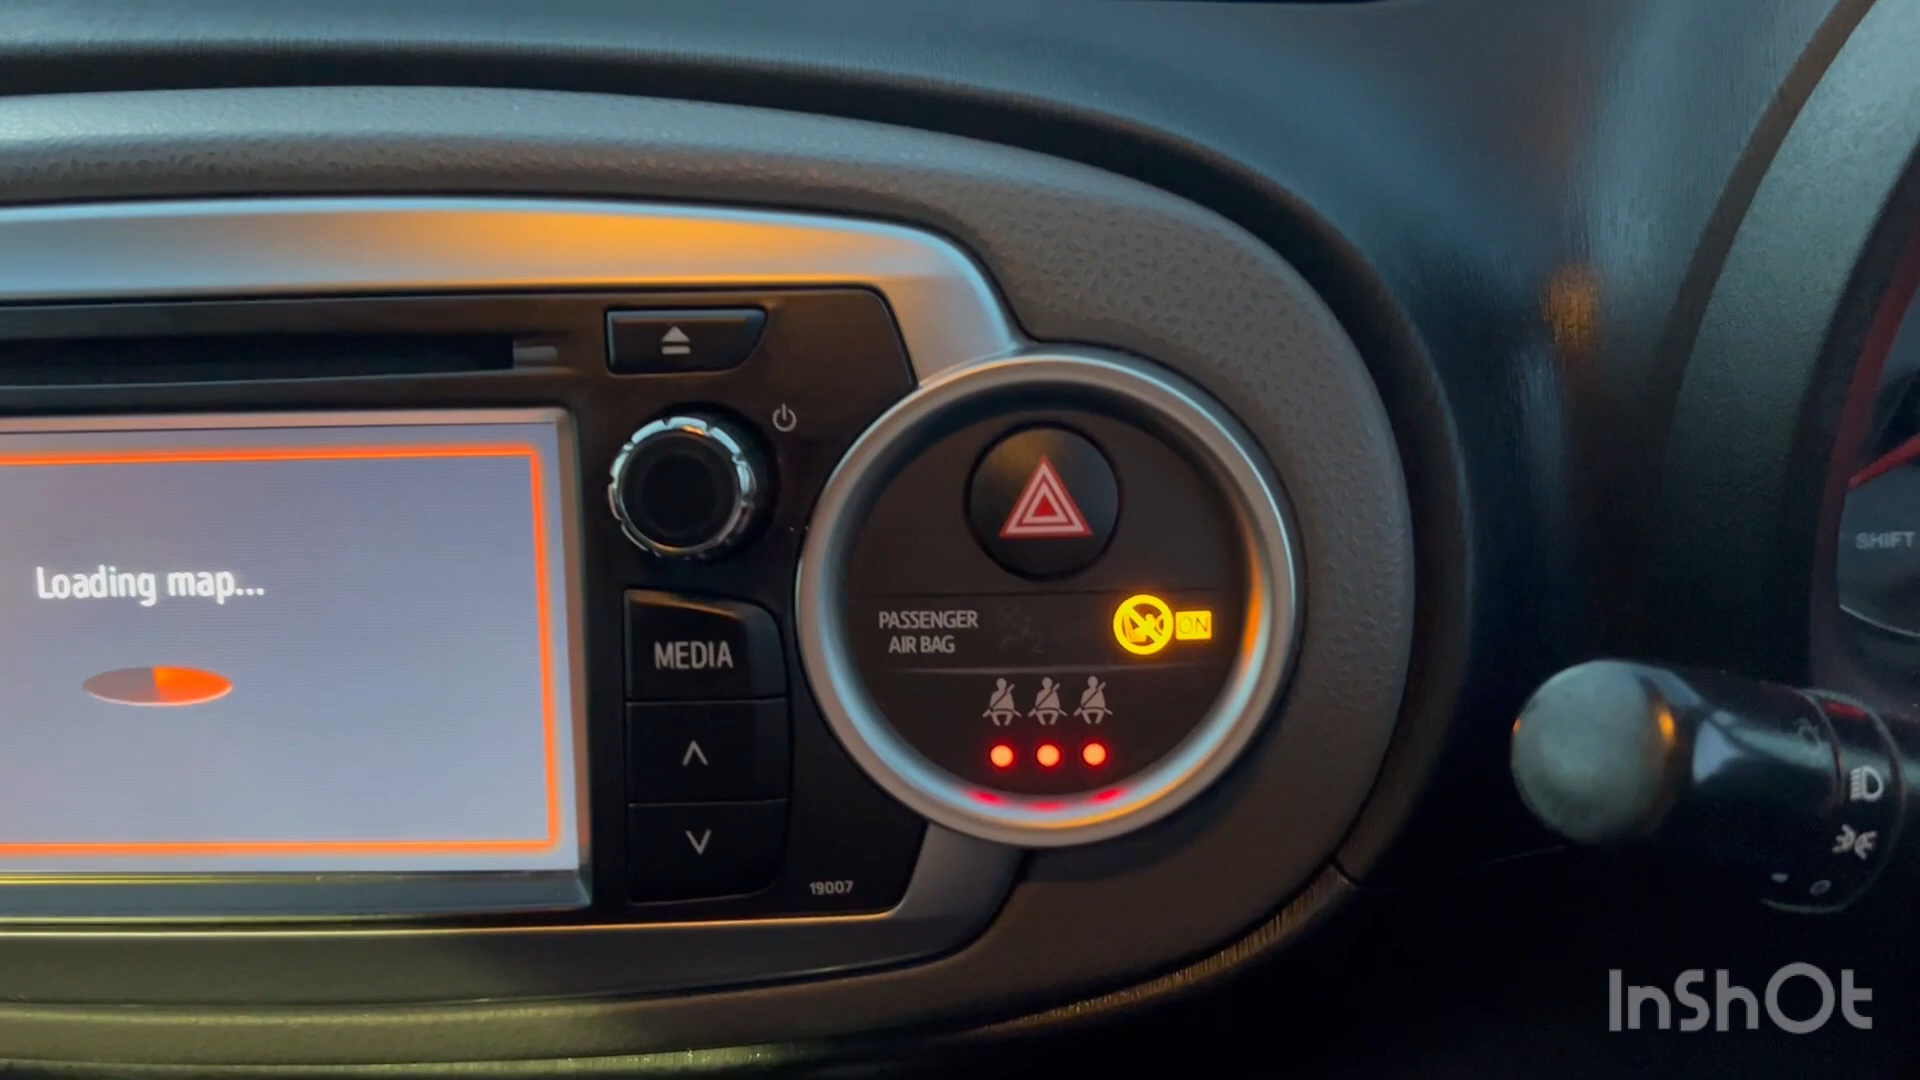 Loading map...
MEDIA
19007
PASSENGER
AIR BAG
ON
SHIFT
InShOt